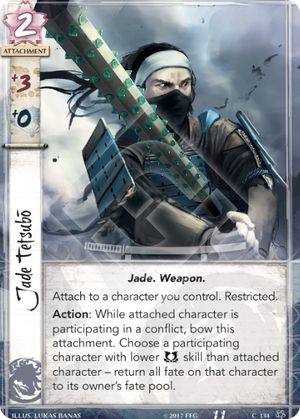 2
ATTACHMENT
+3
+0
Jade Tetsubō
Jade. Weapon.
Attach to a character you control. Restricted.
Action: While attached character is
participating in a conflict, bow this
attachment. Choose a participating
character with lower skill than attached
character – return all fate on that character
to its owner's fate pool.
ILLUS. LUKAS BANAS
© 2017 FFG
11
C 134